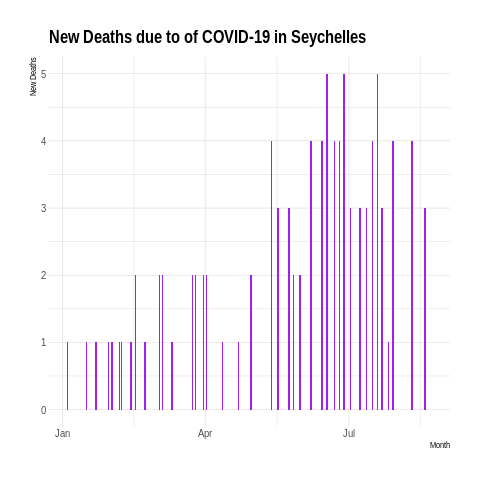 New Deaths due to of COVID-19 in Seychelles
New Deaths
5
4
3
2
1
0
Jan
Apr
Jul
Month